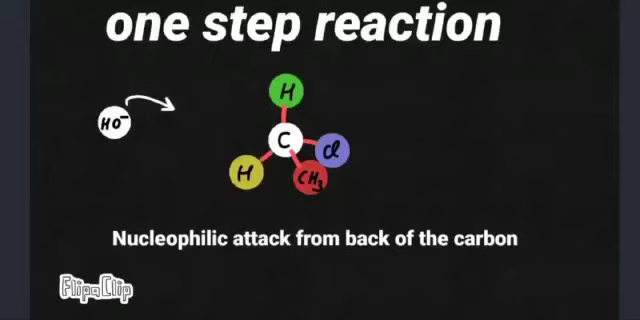 one step reaction
H
HO⁻
C
Cl
H
CH₃
Nucleophilic attack from back of the carbon
FlipaClip